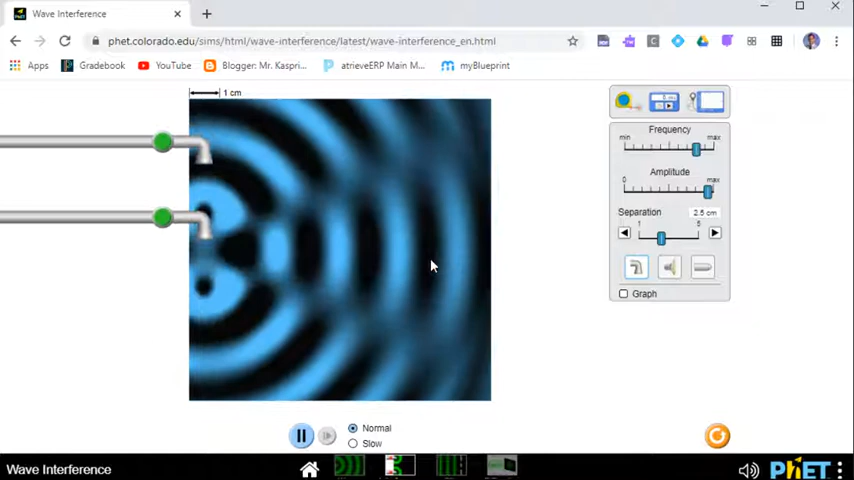 Wave Interference
phet.colorado.edu/sims/html/wave-interference/latest/wave-interference_en.html
Apps
Gradebook
YouTube
Blogger: Mr. Kaspri...
atrieveERP Main M...
myBlueprint
1 cm
Frequency
min
max
Amplitude
0
max
Separation
2.5 cm
1
5
Graph
Normal
Slow
Wave Interference
PhET